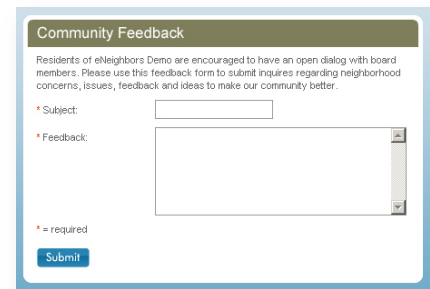 Community Feedback
Residents of eNeighbors Demo are encouraged to have an open dialog with board
members. Please use this feedback form to submit inquires regarding neighborhood
concerns, issues, feedback and ideas to make our community better.
* Subject:
* Feedback:
* = required
Submit